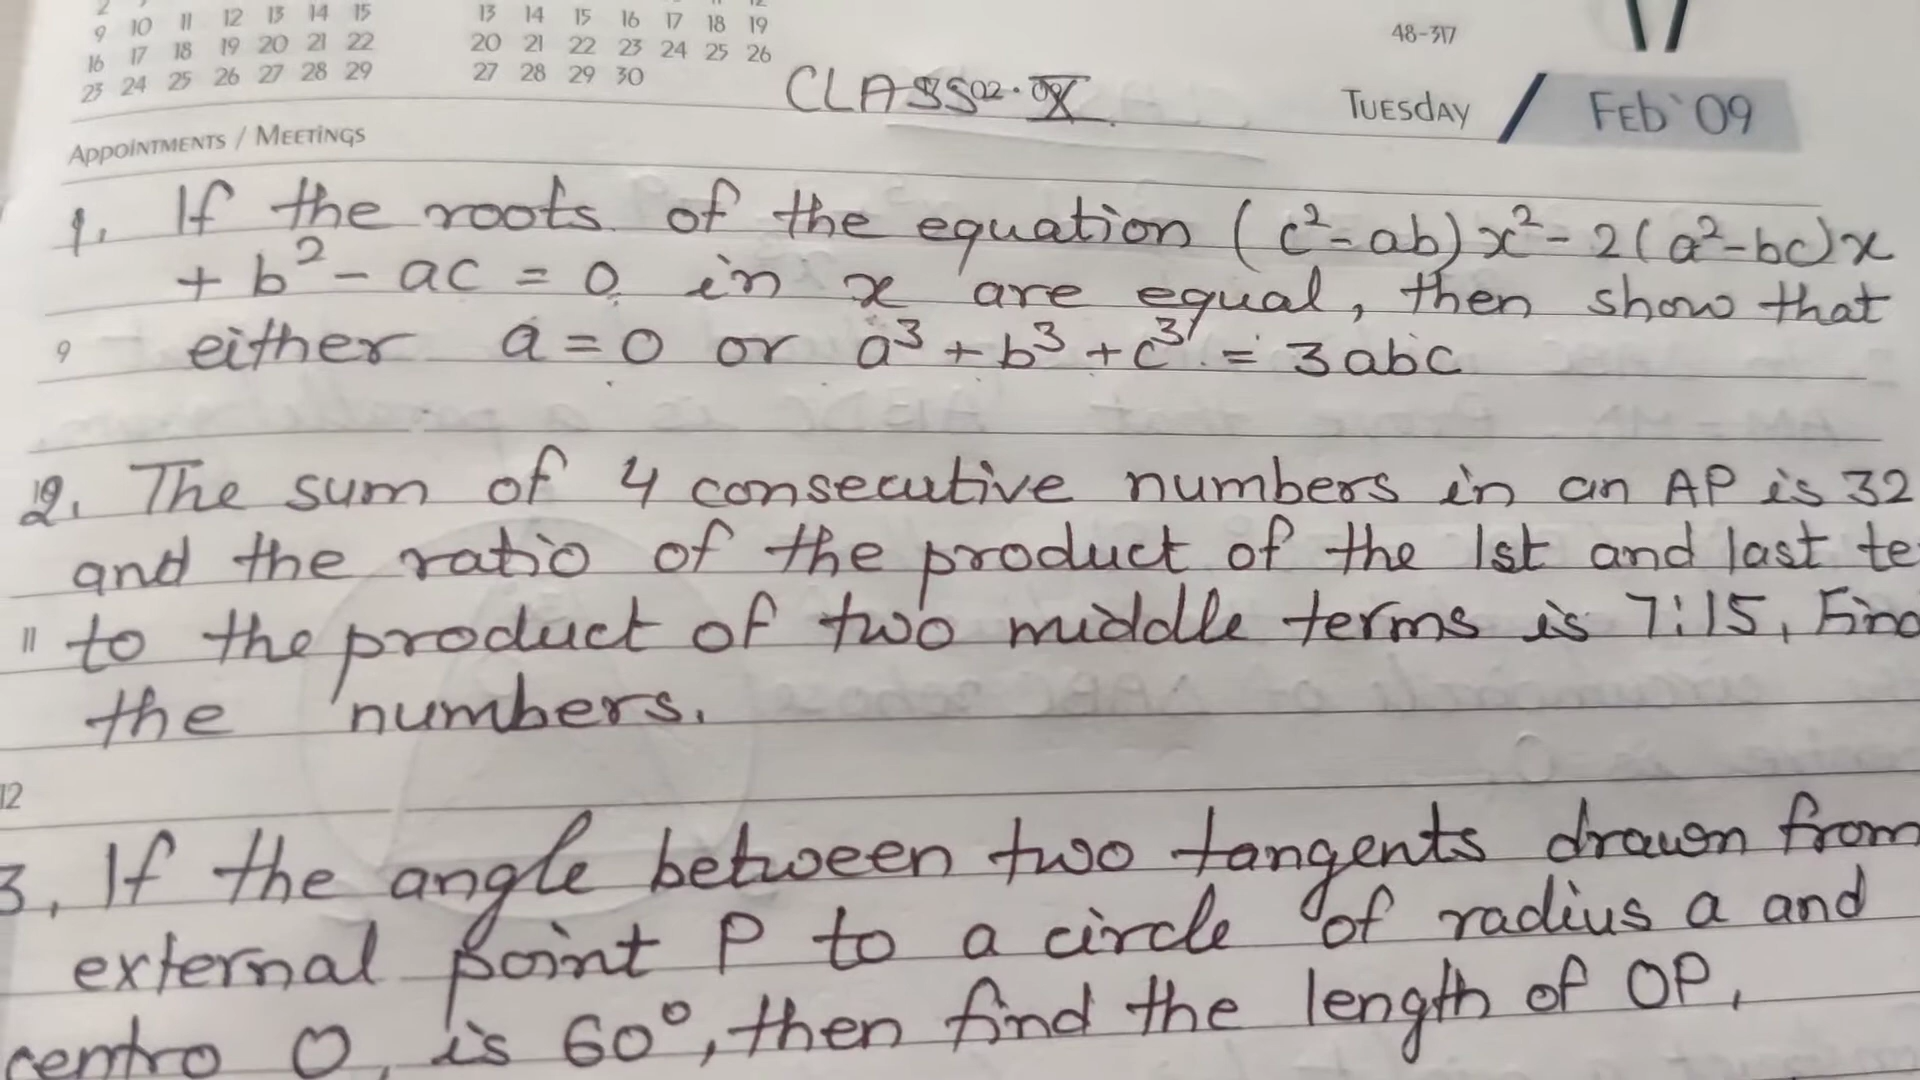 2
9 10 11 12 13 14 15
16 17 18 19 20 21 22
23 24 25 26 27 28 29
12
13 14 15 16 17 18 19
20 21 22 23 24 25 26
27 28 29 30
48-317
CLASS X
TUESDAY / FEB'09
APPOINTMENTS / MEETINGS
1. If the roots of the equation (c²-ab)x²-2(a²-bc)x
+ b² - ac = 0 in x are equal, then show that
9
either a = 0 or a³ + b³ + c³ = 3abc
2. The sum of 4 consecutive numbers in an AP is 32
and the ratio of the product of the 1st and last te
11
to the product of two middle terms is 7:15, Find
the numbers.
12
3. If the angle between two tangents drawn from
external point P to a circle of radius a and
centro O, is 60°, then find the length of OP.